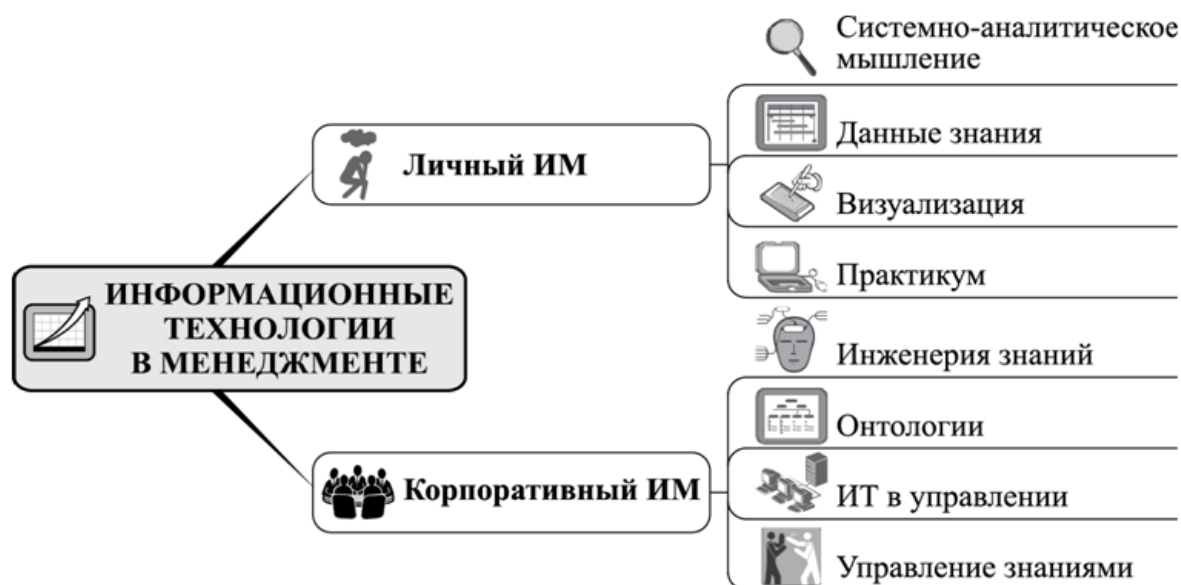 ИНФОРМАЦИОННЫЕ
ТЕХНОЛОГИИ
В МЕНЕДЖМЕНТЕ
Личный ИМ
Системно-аналитическое
мышление
Данные знания
Визуализация
Практикум
Корпоративный ИМ
Инженерия знаний
Онтологии
ИТ в управлении
Управление знаниями